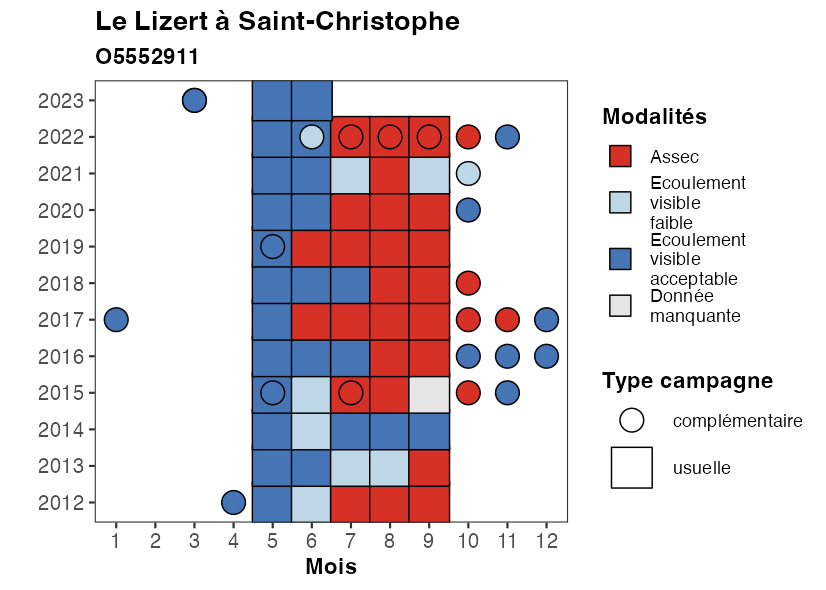 Le Lizert à Saint-Christophe
O5552911
2023
2022
2021
2020
2019
2018
2017
2016
2015
2014
2013
2012
1 2 3 4 5 6 7 8 9 10 11 12
Mois
Modalités
Assec
Ecoulement
visible
faible
Ecoulement
visible
acceptable
Donnée
manquante
Type campagne
complémentaire
usuelle